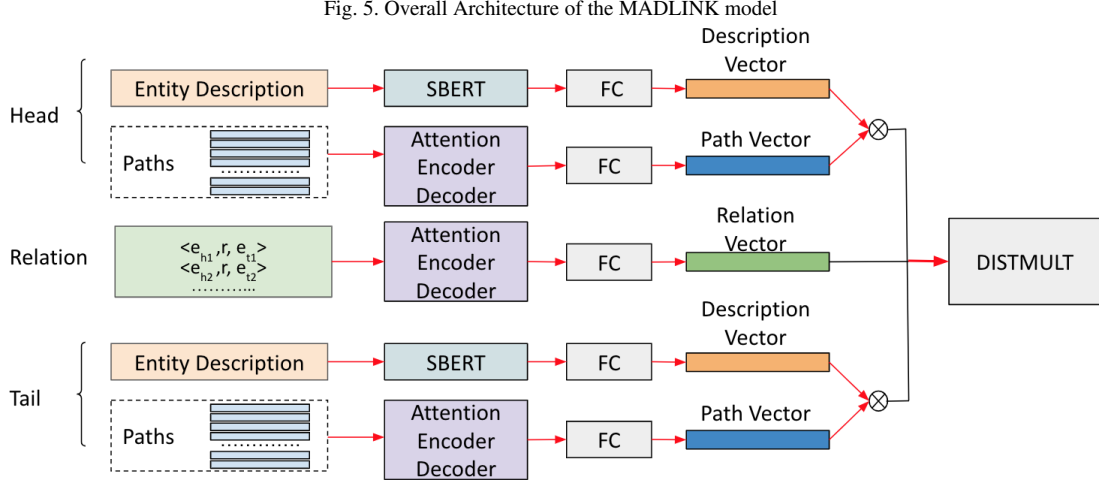 Fig. 5. Overall Architecture of the MADLINK model
Head
Entity Description
SBERT
FC
Description
Vector
Paths
............
Attention
Encoder
Decoder
FC
Path Vector
Relation
<e_h1,r, e_t1>
<e_h2,r, e_t2>
............
Attention
Encoder
Decoder
FC
Relation
Vector
DISTMULT
Tail
Entity Description
SBERT
FC
Description
Vector
Paths
............
Attention
Encoder
Decoder
FC
Path Vector